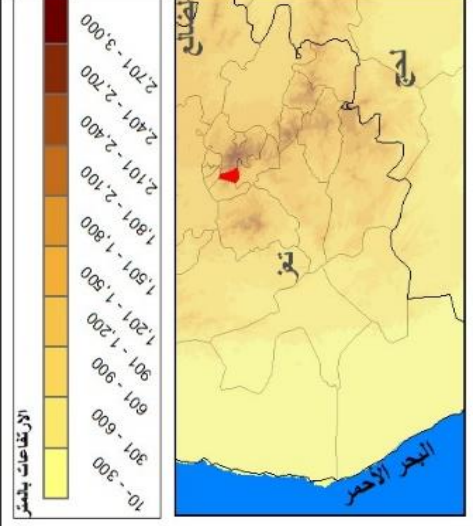 الارتفاعات بالمتر
10 - 300
301 - 600
601 - 900
901 - 1,200
1,201 - 1,500
1,501 - 1,800
1,801 - 2,100
2,101 - 2,400
2,401 - 2,700
2,701 - 3,000
لضالع
لحج
تعز
البحر الأحمر